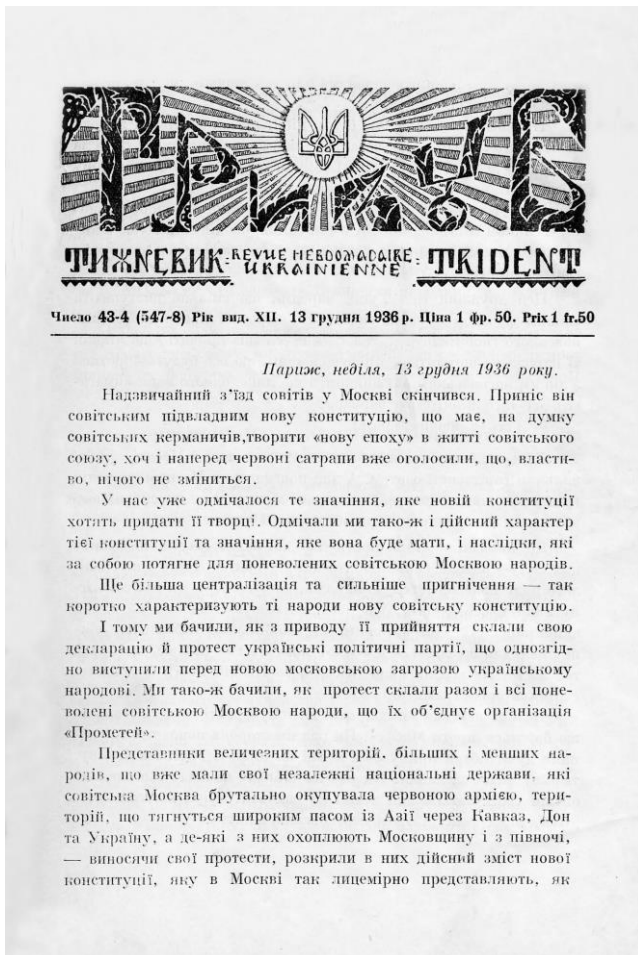 ТРИЗУБ
ТИЖНЕВИК = REVUE HEBDOMADAIRE UKRAINIENNE = TRIDENT
Число 43-4 (547-8) Рік вид. XII. 13 грудня 1936 р. Ціна 1 фр. 50. Prix 1 fr. 50
Париж, неділя, 13 грудня 1936 року.
Надзвичайний з'їзд совітів у Москві скінчився. Приніс він
совітським підвладним нову конституцію, що має, на думку
совітських керманичів,творити «нову епоху» в житті совітського
союзу, хоч і наперед червоні сатрапи вже оголосили, що, власти-
во, нічого не зміниться.
У нас уже одмічалося те значіння, яке новій конституції
хотять придати її творці. Одмічали ми тако-ж і дійсний характер
тієї конституції та значіння, яке вона буде мати, і наслідки, які
за собою потягне для поневолених совітською Москвою народів.
Ще більша централізація та сильніше пригнічення — так
коротко характеризують ті народи нову совітську конституцію.
І тому ми бачили, як з приводу її прийняття склали свою
декларацію й протест українські політичні партії, що однозгід-
но виступили перед новою московською загрозою українському
народові. Ми тако-ж бачили, як протест склали разом і всі поне-
волені совітською Москвою народи, що їх об'єднує організація
«Прометей».
Представники величезних територій, більших і менших на-
родів, що вже мали свої незалежні національні держави, які
совітська Москва брутально окупувала червоною армією, тери-
торій, що тягнуться широким пасом із Азії через Кавказ, Дон
та Україну, а де-які з них охоплюють Московщину і з півночі,
— виносячи свої протести, розкрили в них дійсний зміст нової
конституції, яку в Москві так лицемірно представляють, як